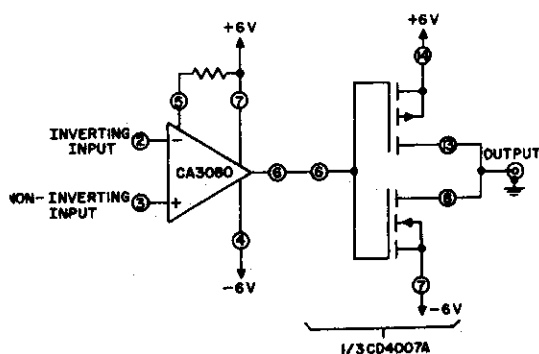 +6V
+6V
14
5
7
INVERTING
INPUT
2
−
CA3080
13
OUTPUT
6
6
NON-INVERTING
INPUT
3
+
8
4
-6V
7
-6V
1/3CD4007A